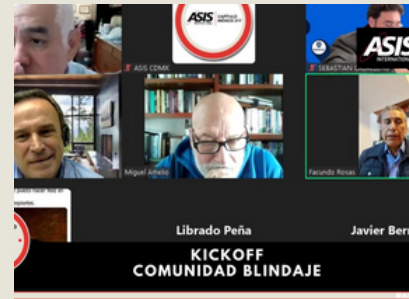 ASIS
CAPÍTULO
MÉXICO 217
ASIS
INTERNATIONAL
ASIS CDMX
SEBASTIAN
Miguel Amelio
Facundo Rosas
Librado Peña
Javier Ber
KICKOFF
COMUNIDAD BLINDAJE